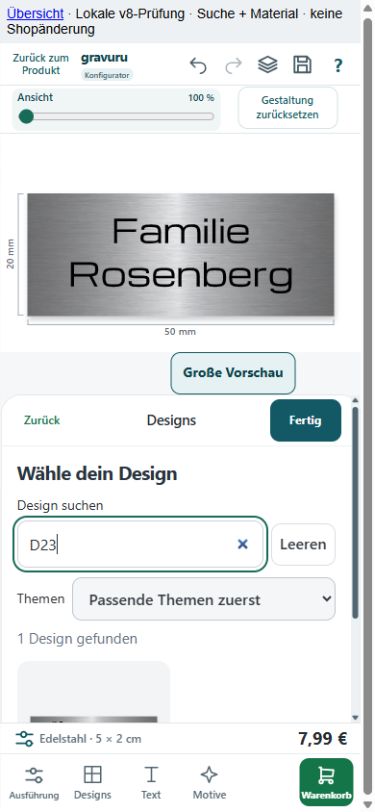 Übersicht · Lokale v8-Prüfung · Suche + Material · keine
Shopänderung
Zurück zum
Produkt
gravuru
Konfigurator
?
Ansicht
100 %
Gestaltung
zurücksetzen
20 mm
Familie
Rosenberg
50 mm
Große Vorschau
Zurück
Designs
Fertig
Wähle dein Design
Design suchen
D23
Leeren
Themen
Passende Themen zuerst
1 Design gefunden
Edelstahl · 5 × 2 cm
7,99 €
Ausführung
Designs
Text
Motive
Warenkorb